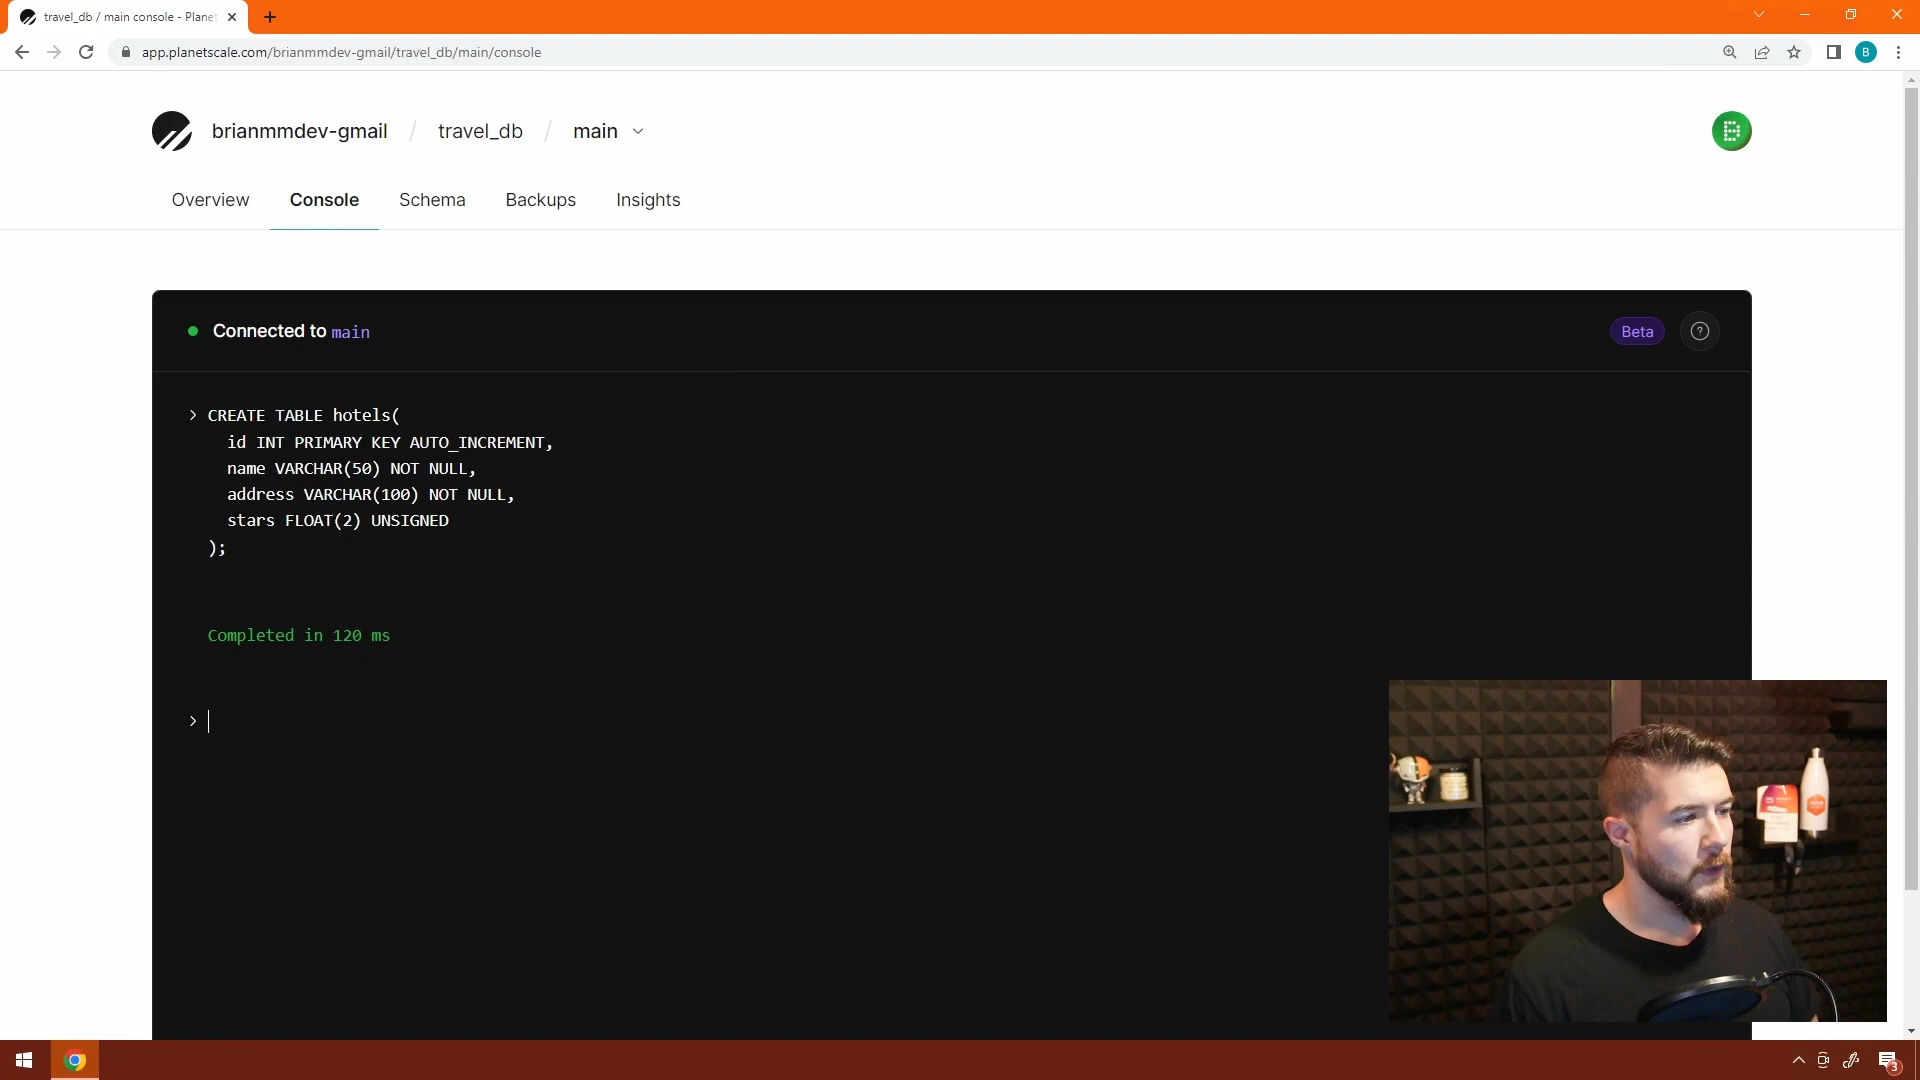 travel_db / main console - Planet
app.planetscale.com/brianmmdev-gmail/travel_db/main/console
B
brianmmdev-gmail / travel_db / main
B
Overview Console Schema Backups Insights
Connected to main
Beta ?
> CREATE TABLE hotels(
id INT PRIMARY KEY AUTO_INCREMENT,
name VARCHAR(50) NOT NULL,
address VARCHAR(100) NOT NULL,
stars FLOAT(2) UNSIGNED
);
Completed in 120 ms
>
3